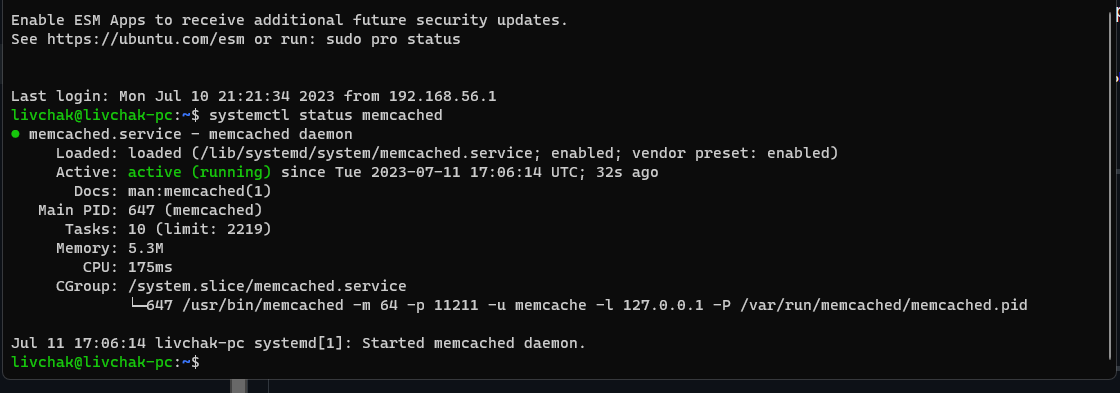 Enable ESM Apps to receive additional future security updates.
See https://ubuntu.com/esm or run: sudo pro status
Last login: Mon Jul 10 21:21:34 2023 from 192.168.56.1
livchak@livchak-pc:~$ systemctl status memcached
● memcached.service - memcached daemon
Loaded: loaded (/lib/systemd/system/memcached.service; enabled; vendor preset: enabled)
Active: active (running) since Tue 2023-07-11 17:06:14 UTC; 32s ago
Docs: man:memcached(1)
Main PID: 647 (memcached)
Tasks: 10 (limit: 2219)
Memory: 5.3M
CPU: 175ms
CGroup: /system.slice/memcached.service
└─647 /usr/bin/memcached -m 64 -p 11211 -u memcache -l 127.0.0.1 -P /var/run/memcached/memcached.pid
Jul 11 17:06:14 livchak-pc systemd[1]: Started memcached daemon.
livchak@livchak-pc:~$